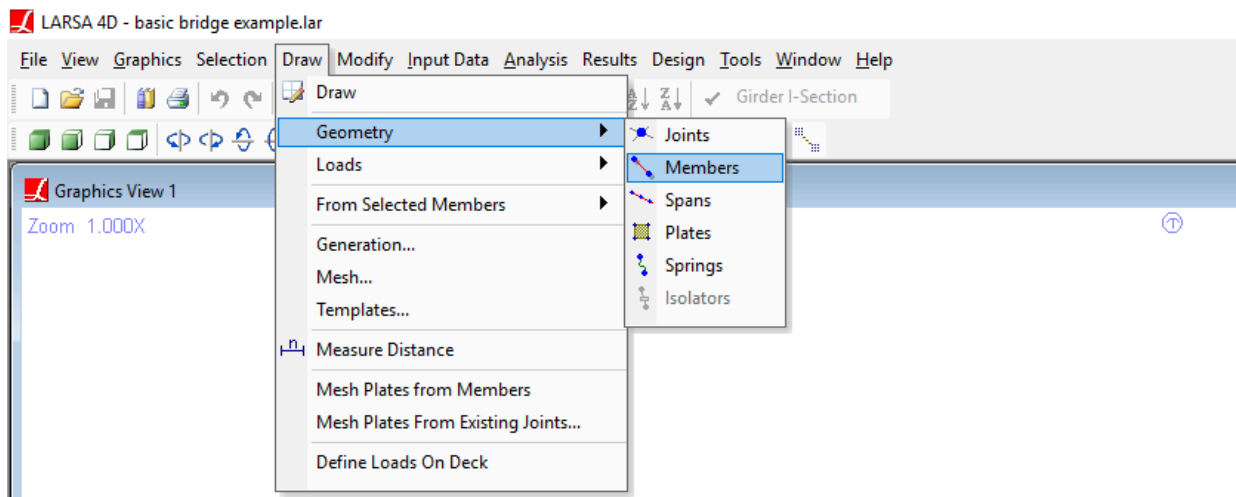 LARSA 4D - basic bridge example.lar
File View Graphics Selection Draw Modify Input Data Analysis Results Design Tools Window Help
Draw
A Z Z A Girder I-Section
Geometry
Joints
Members
Loads
Graphics View 1
Spans
From Selected Members
Zoom 1.000X
Plates
Generation...
Springs
Mesh...
Isolators
Templates...
n Measure Distance
Mesh Plates from Members
Mesh Plates From Existing Joints...
Define Loads On Deck